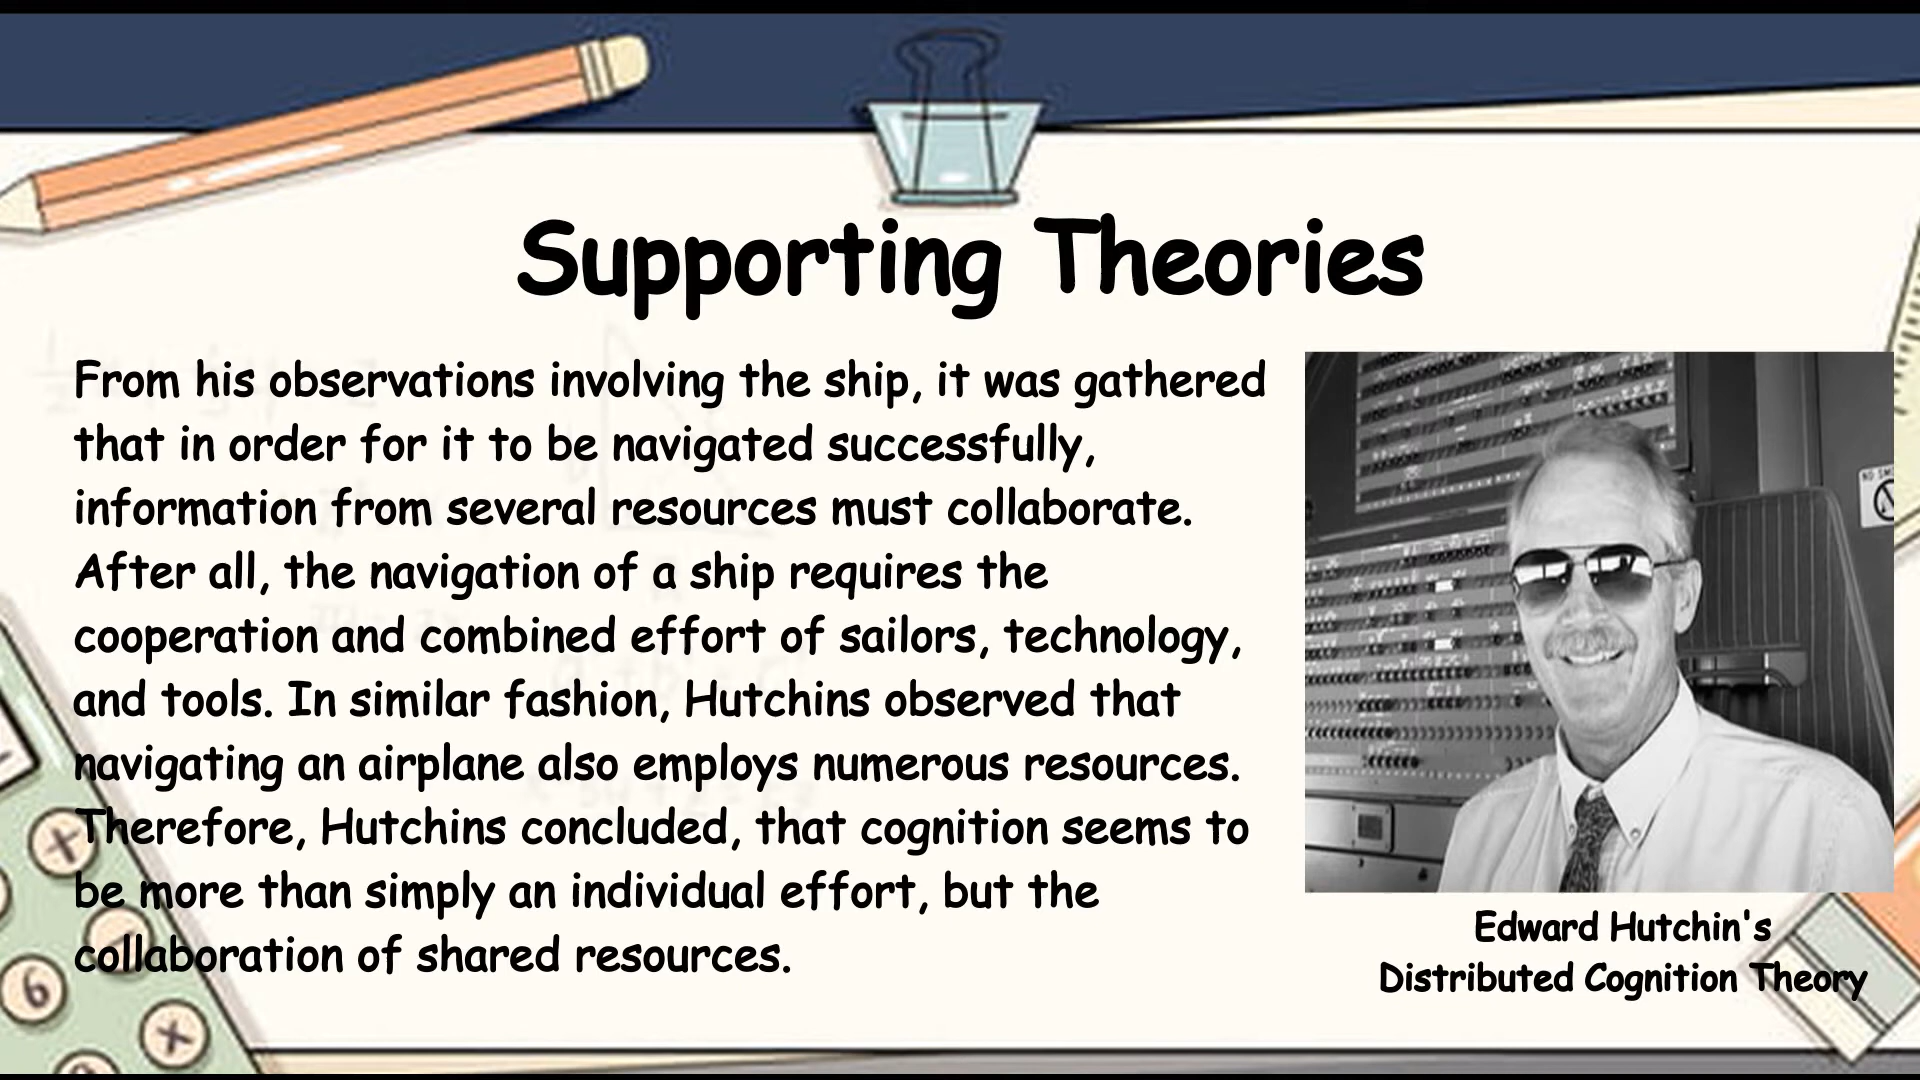 Supporting Theories
From his observations involving the ship, it was gathered
that in order for it to be navigated successfully,
information from several resources must collaborate.
After all, the navigation of a ship requires the
cooperation and combined effort of sailors, technology,
and tools. In similar fashion, Hutchins observed that
navigating an airplane also employs numerous resources.
Therefore, Hutchins concluded, that cognition seems to
be more than simply an individual effort, but the
collaboration of shared resources.
Edward Hutchin's
Distributed Cognition Theory
6